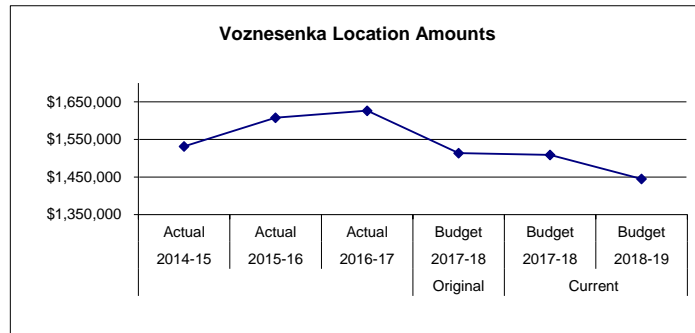 Voznesenka Location Amounts
$1,650,000
$1,550,000
$1,450,000
$1,350,000
Actual Actual Actual Budget Budget Budget
2014-15 2015-16 2016-17 2017-18 2017-18 2018-19
Original Current